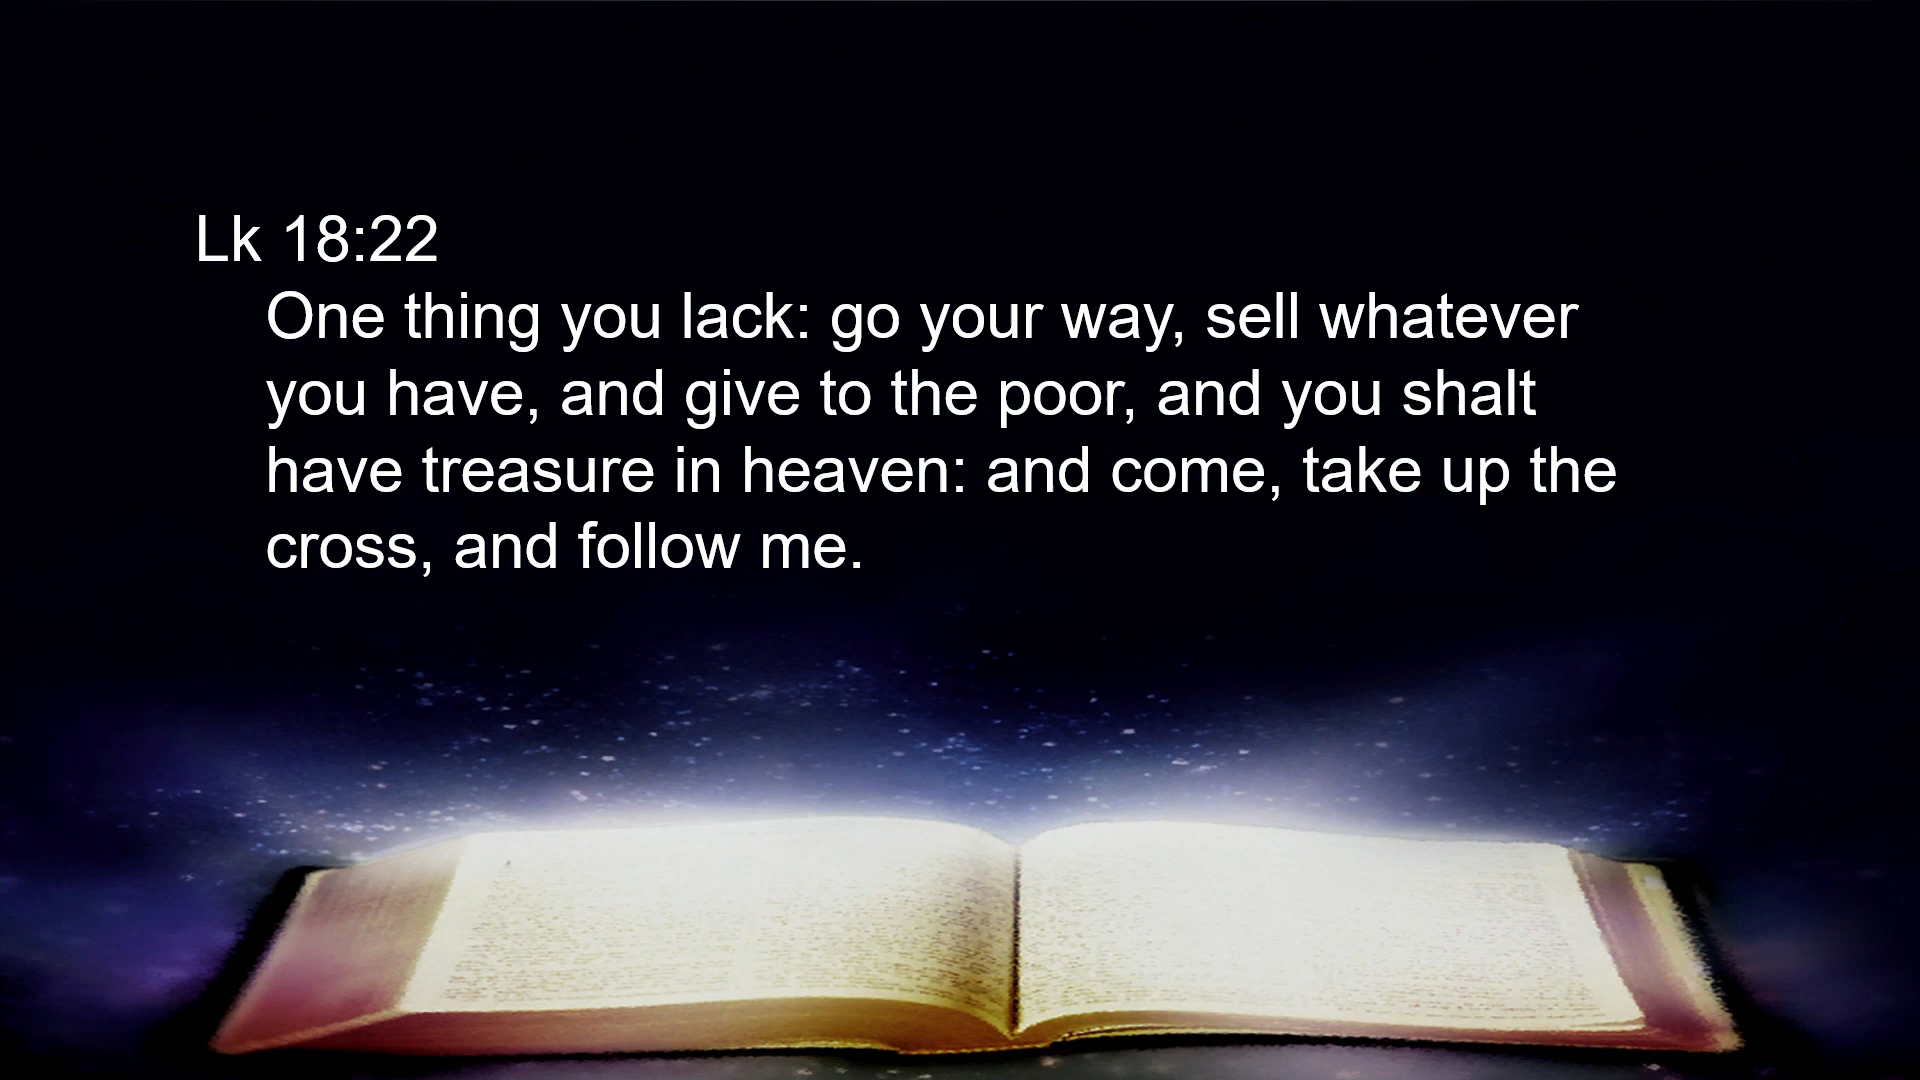 Lk 18:22
One thing you lack: go your way, sell whatever
you have, and give to the poor, and you shalt
have treasure in heaven: and come, take up the
cross, and follow me.